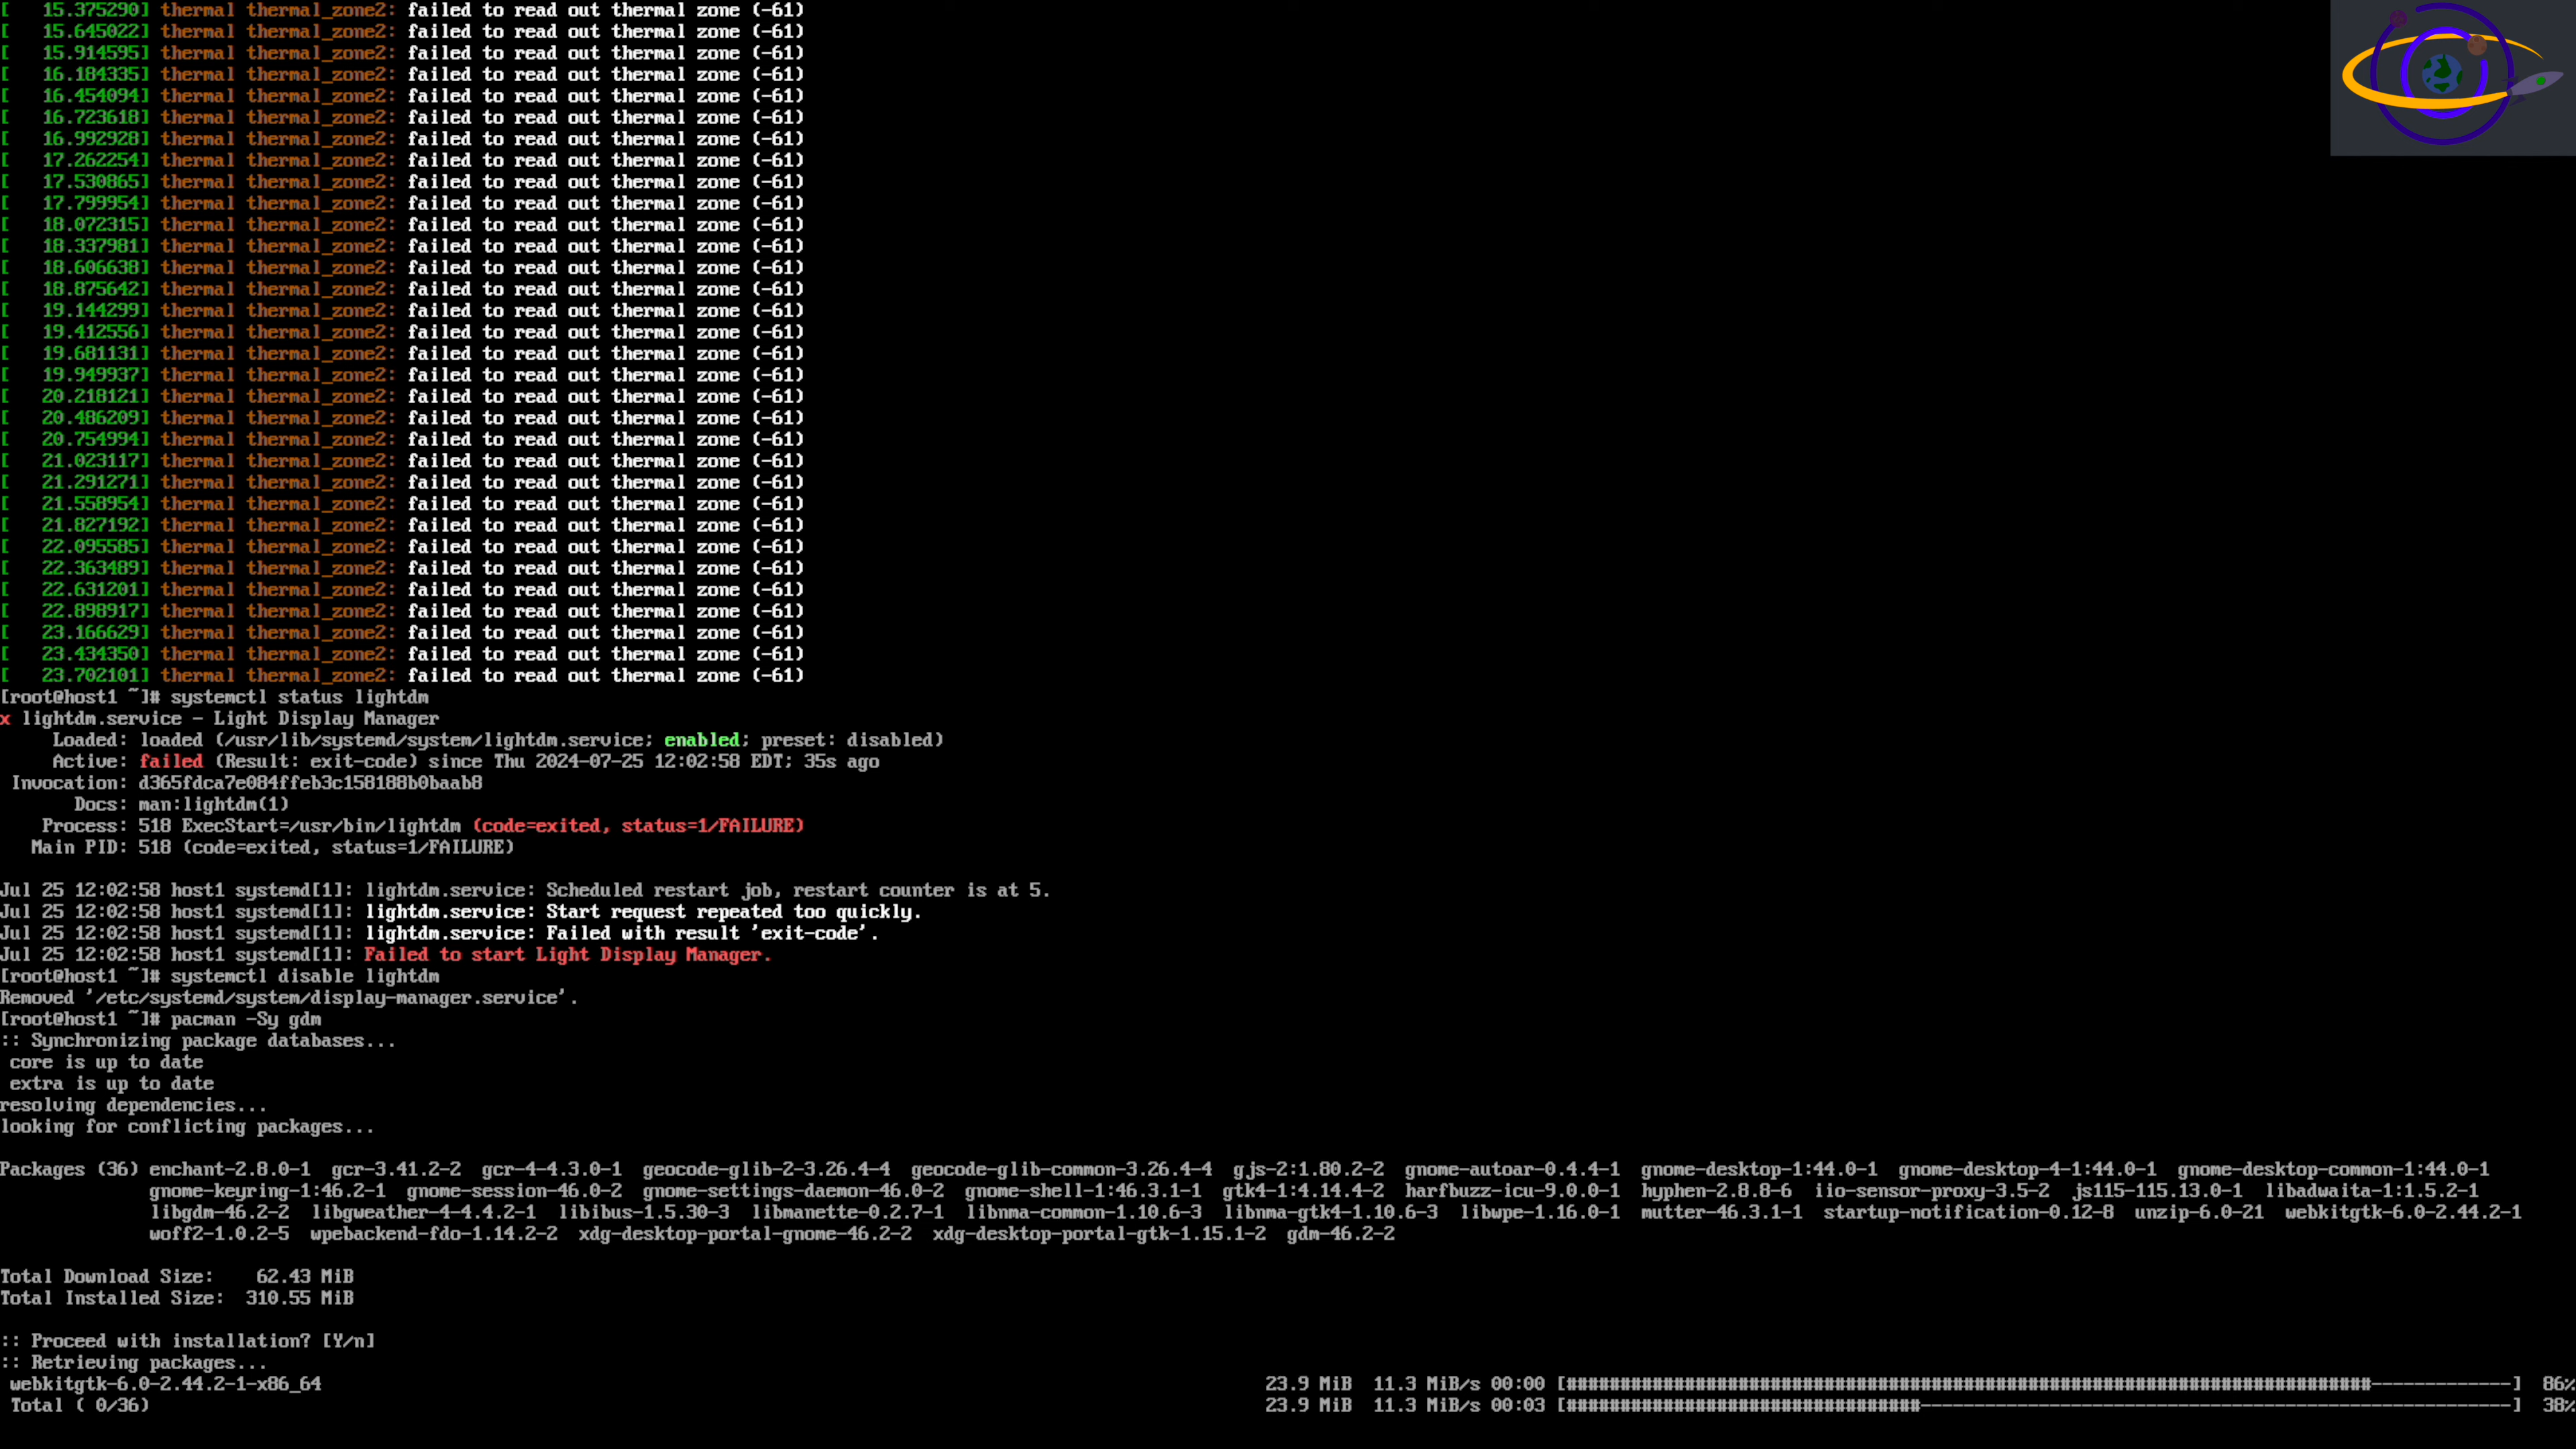 [   15.375290] thermal thermal_zone2: failed to read out thermal zone (-61)
[   15.645022] thermal thermal_zone2: failed to read out thermal zone (-61)
[   15.914595] thermal thermal_zone2: failed to read out thermal zone (-61)
[   16.184335] thermal thermal_zone2: failed to read out thermal zone (-61)
[   16.454094] thermal thermal_zone2: failed to read out thermal zone (-61)
[   16.723618] thermal thermal_zone2: failed to read out thermal zone (-61)
[   16.992928] thermal thermal_zone2: failed to read out thermal zone (-61)
[   17.262254] thermal thermal_zone2: failed to read out thermal zone (-61)
[   17.530865] thermal thermal_zone2: failed to read out thermal zone (-61)
[   17.799954] thermal thermal_zone2: failed to read out thermal zone (-61)
[   18.072315] thermal thermal_zone2: failed to read out thermal zone (-61)
[   18.337981] thermal thermal_zone2: failed to read out thermal zone (-61)
[   18.606638] thermal thermal_zone2: failed to read out thermal zone (-61)
[   18.875642] thermal thermal_zone2: failed to read out thermal zone (-61)
[   19.144299] thermal thermal_zone2: failed to read out thermal zone (-61)
[   19.412556] thermal thermal_zone2: failed to read out thermal zone (-61)
[   19.681131] thermal thermal_zone2: failed to read out thermal zone (-61)
[   19.949937] thermal thermal_zone2: failed to read out thermal zone (-61)
[   20.218121] thermal thermal_zone2: failed to read out thermal zone (-61)
[   20.486209] thermal thermal_zone2: failed to read out thermal zone (-61)
[   20.754994] thermal thermal_zone2: failed to read out thermal zone (-61)
[   21.023117] thermal thermal_zone2: failed to read out thermal zone (-61)
[   21.291271] thermal thermal_zone2: failed to read out thermal zone (-61)
[   21.558954] thermal thermal_zone2: failed to read out thermal zone (-61)
[   21.827192] thermal thermal_zone2: failed to read out thermal zone (-61)
[   22.095585] thermal thermal_zone2: failed to read out thermal zone (-61)
[   22.363489] thermal thermal_zone2: failed to read out thermal zone (-61)
[   22.631201] thermal thermal_zone2: failed to read out thermal zone (-61)
[   22.898917] thermal thermal_zone2: failed to read out thermal zone (-61)
[   23.166629] thermal thermal_zone2: failed to read out thermal zone (-61)
[   23.434350] thermal thermal_zone2: failed to read out thermal zone (-61)
[   23.702101] thermal thermal_zone2: failed to read out thermal zone (-61)
[root@host1 ~]# systemctl status lightdm
x lightdm.service - Light Display Manager
     Loaded: loaded (/usr/lib/systemd/system/lightdm.service; enabled; preset: disabled)
     Active: failed (Result: exit-code) since Thu 2024-07-25 12:02:58 EDT; 35s ago
 Invocation: d365fdca7e084ffeb3c158188b0baab8
       Docs: man:lightdm(1)
    Process: 518 ExecStart=/usr/bin/lightdm (code=exited, status=1/FAILURE)
   Main PID: 518 (code=exited, status=1/FAILURE)
Jul 25 12:02:58 host1 systemd[1]: lightdm.service: Scheduled restart job, restart counter is at 5.
Jul 25 12:02:58 host1 systemd[1]: lightdm.service: Start request repeated too quickly.
Jul 25 12:02:58 host1 systemd[1]: lightdm.service: Failed with result 'exit-code'.
Jul 25 12:02:58 host1 systemd[1]: Failed to start Light Display Manager.
[root@host1 ~]# systemctl disable lightdm
Removed '/etc/systemd/system/display-manager.service'.
[root@host1 ~]# pacman -Sy gdm
:: Synchronizing package databases...
 core is up to date
 extra is up to date
resolving dependencies...
looking for conflicting packages...
Packages (36) enchant-2.8.0-1  gcr-3.41.2-2  gcr-4-4.3.0-1  geocode-glib-2-3.26.4-4  geocode-glib-common-3.26.4-4  gjs-2:1.80.2-2  gnome-autoar-0.4.4-1  gnome-desktop-1:44.0-1  gnome-desktop-4-1:44.0-1  gnome-desktop-common-1:44.0-1
              gnome-keyring-1:46.2-1  gnome-session-46.0-2  gnome-settings-daemon-46.0-2  gnome-shell-1:46.3.1-1  gtk4-1:4.14.4-2  harfbuzz-icu-9.0.0-1  hyphen-2.8.8-6  iio-sensor-proxy-3.5-2  js115-115.13.0-1  libadwaita-1:1.5.2-1
              libgdm-46.2-2  libgweather-4-4.4.2-1  libibus-1.5.30-3  libmanette-0.2.7-1  libnma-common-1.10.6-3  libnma-gtk4-1.10.6-3  libwpe-1.16.0-1  mutter-46.3.1-1  startup-notification-0.12-8  unzip-6.0-21  webkitgtk-6.0-2.44.2-1
              woff2-1.0.2-5  wpebackend-fdo-1.14.2-2  xdg-desktop-portal-gnome-46.2-2  xdg-desktop-portal-gtk-1.15.1-2  gdm-46.2-2
Total Download Size:    62.43 MiB
Total Installed Size:  310.55 MiB
:: Proceed with installation? [Y/n]
:: Retrieving packages...
 webkitgtk-6.0-2.44.2-1-x86_64    23.9 MiB  11.3 MiB/s 00:00 [###########################################################################-------------]  86%
 Total ( 0/36)    23.9 MiB  11.3 MiB/s 00:03 [#################################-------------------------------------------------------]  38%